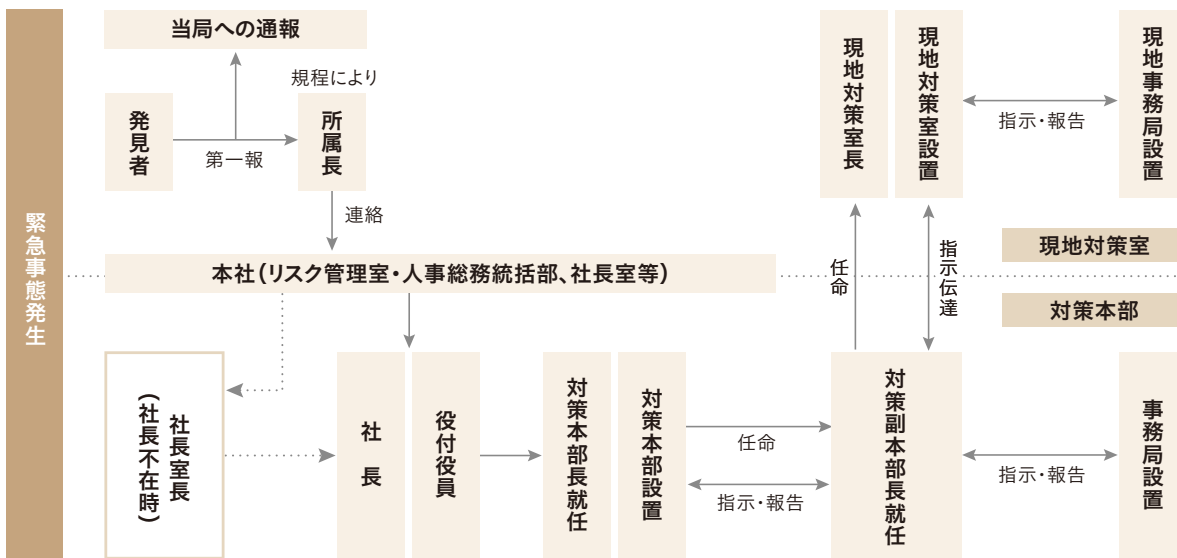 緊急事態発生
当局への通報
規程により
発見者
第一報
所属長
連絡
本社（リスク管理室・人事総務統括部、社長室等）
社長室長
（社長不在時）
社長
役付役員
対策本部長就任
対策本部設置
任命
指示・報告
対策副本部長就任
任命
指示伝達
現地対策室長
現地対策室設置
指示・報告
現地事務局設置
現地対策室
対策本部
指示・報告
事務局設置